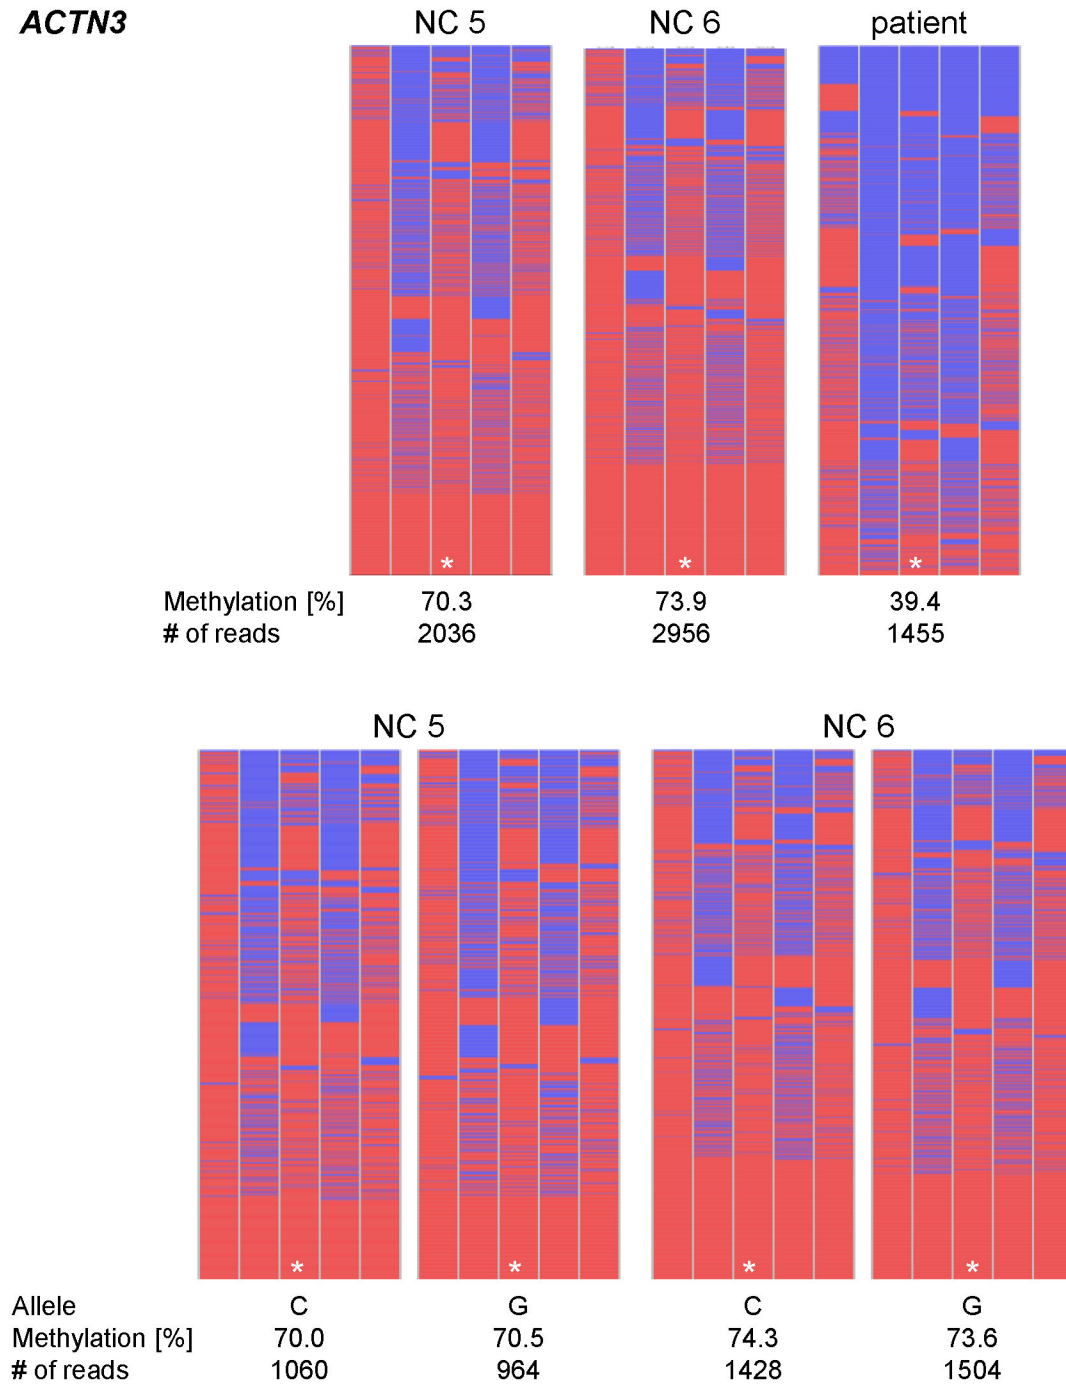 ACTN3 NC 5 NC 6 patient
* * *
Methylation [%] 70.3 73.9 39.4
# of reads 2036 2956 1455
NC 5 NC 6
* * * *
Allele C G C G
Methylation [%] 70.0 70.5 74.3 73.6
# of reads 1060 964 1428 1504